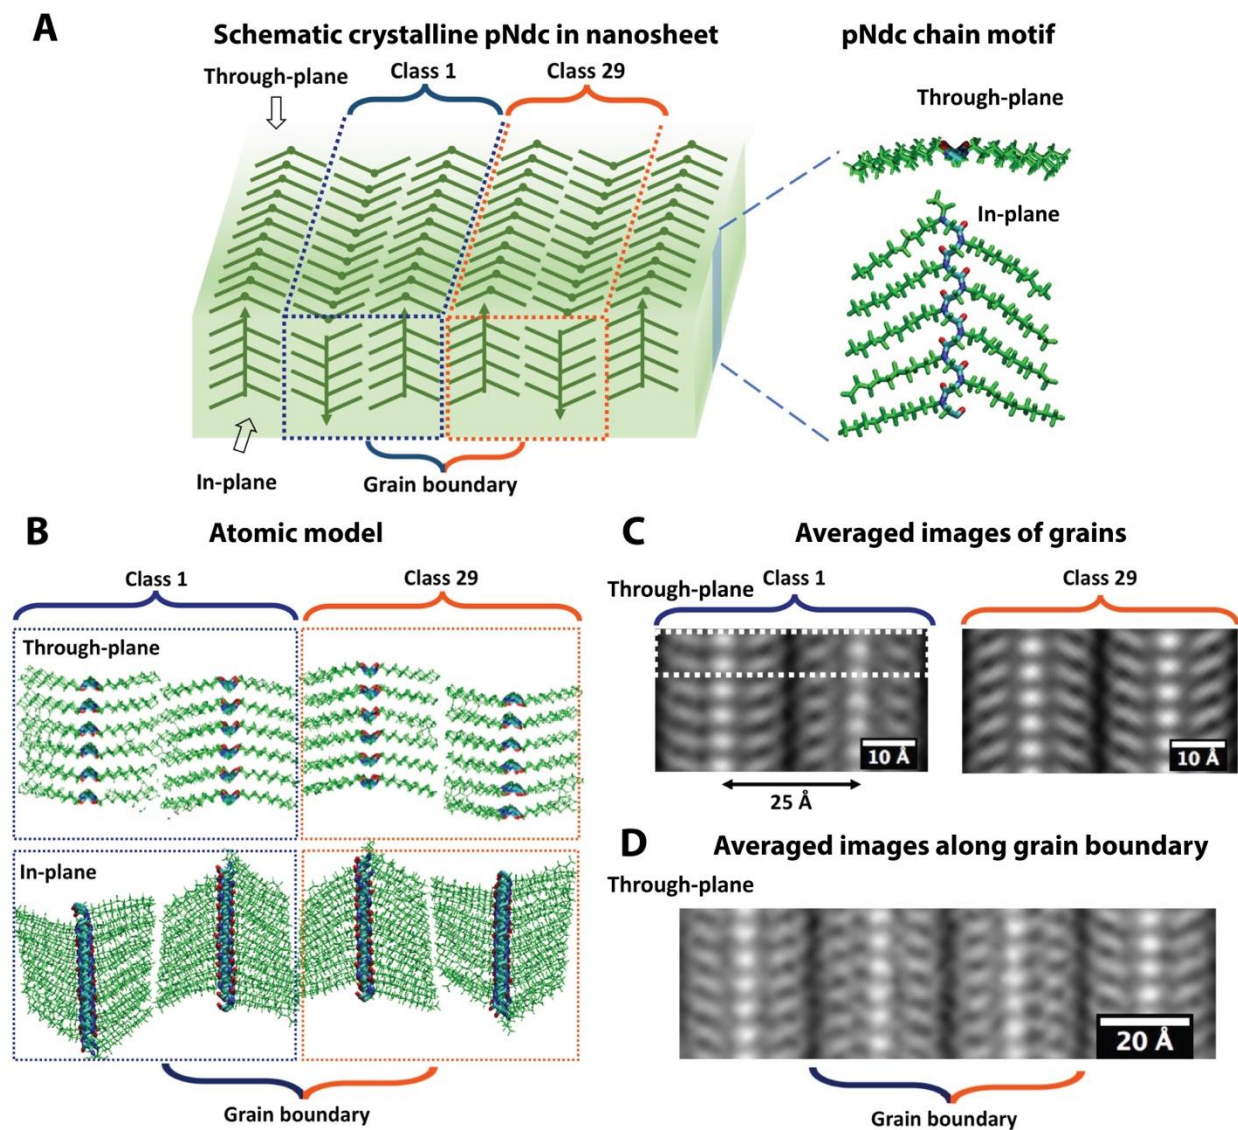 A
Schematic crystalline pNdc in nanosheet
pNdc chain motif
Through-plane
Class 1
Class 29
Through-plane
In-plane
In-plane
Grain boundary
B
Atomic model
Class 1
Class 29
Through-plane
In-plane
Grain boundary
C
Averaged images of grains
Through-plane
Class 1
Class 29
10 Å
10 Å
25 Å
D
Averaged images along grain boundary
Through-plane
20 Å
Grain boundary